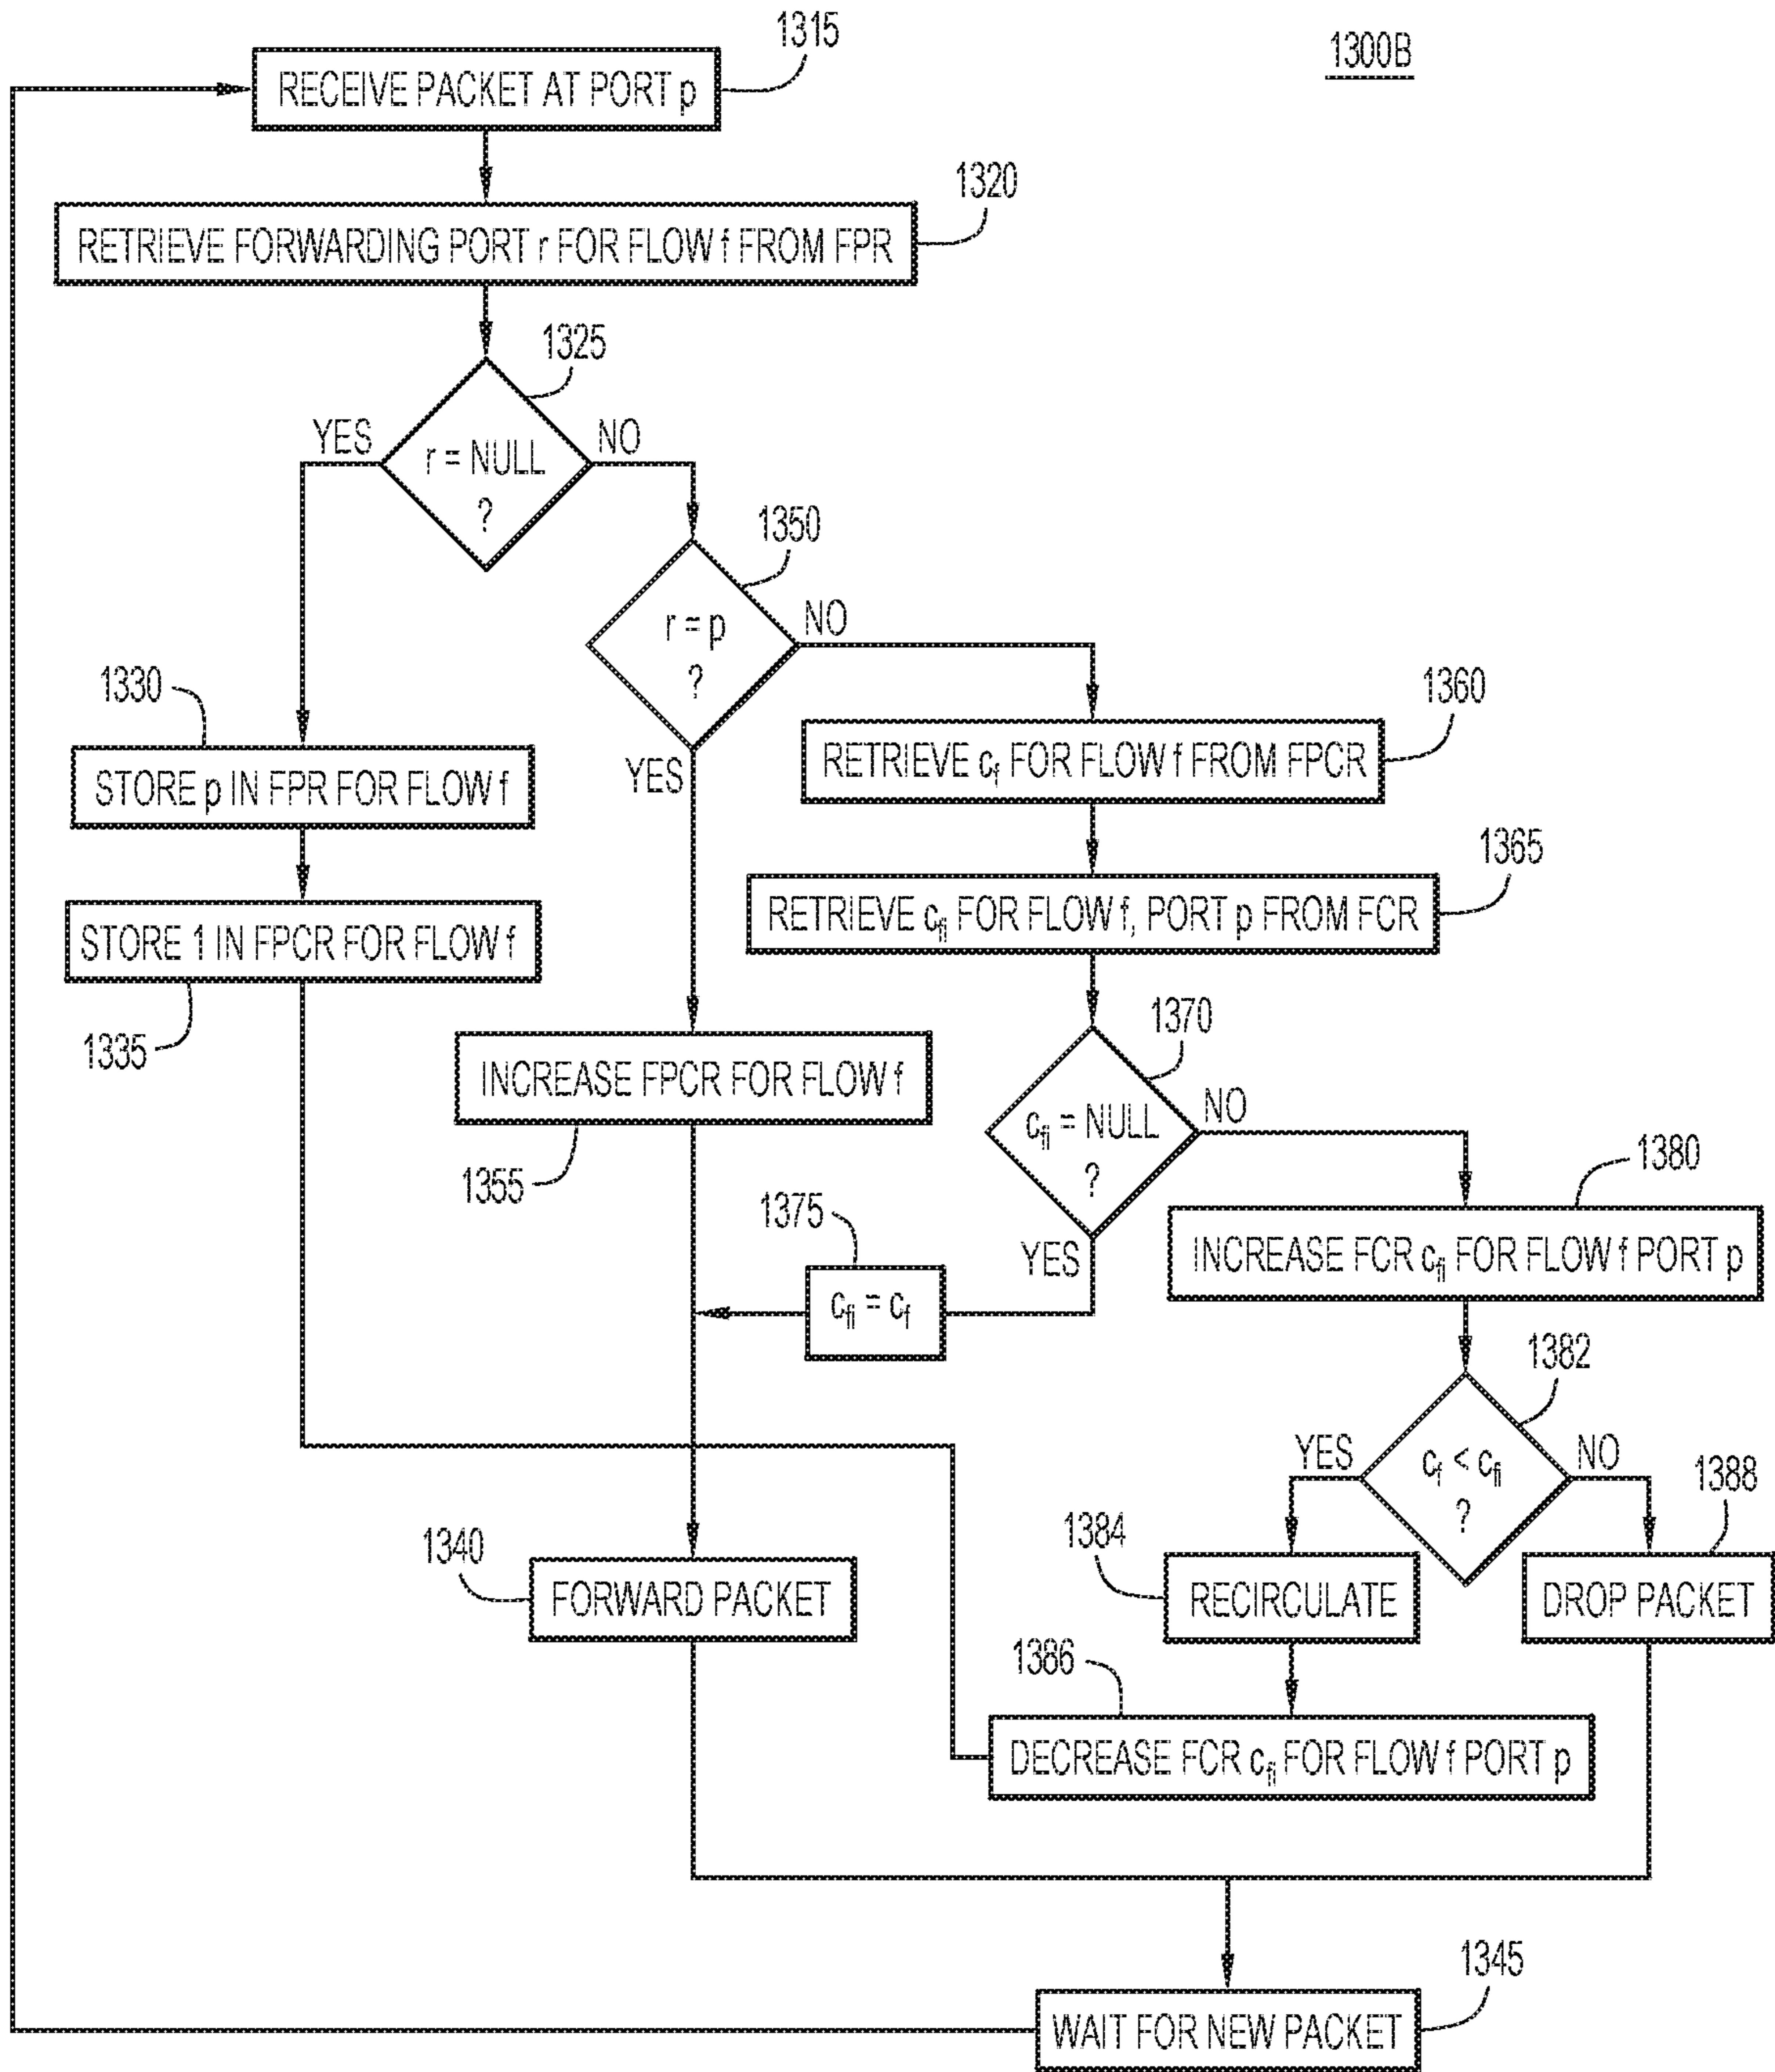 1300B
1315
RECEIVE PACKET AT PORT p
1320
RETRIEVE FORWARDING PORT r FOR FLOW f FROM FPR
1325
YES
NO
r = NULL
?
1350
NO
r = p
?
YES
1330
STORE p IN FPR FOR FLOW f
1360
RETRIEVE cf FOR FLOW f FROM FPCR
STORE 1 IN FPCR FOR FLOW f
1335
1365
RETRIEVE cfi FOR FLOW f, PORT p FROM FCR
INCREASE FPCR FOR FLOW f
1355
1370
NO
cfi = NULL
?
YES
1375
cfi = cf
1380
INCREASE FCR cfi FOR FLOW f PORT p
1382
YES
NO
cf < cfi
?
1340
FORWARD PACKET
1384
RECIRCULATE
1388
DROP PACKET
1386
DECREASE FCR cfi FOR FLOW f PORT p
1345
WAIT FOR NEW PACKET